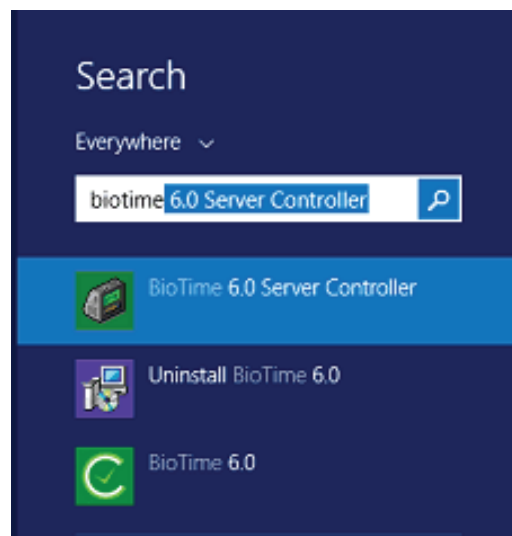 Search
Everywhere
biotime 6.0 Server Controller
BioTime 6.0 Server Controller
Uninstall BioTime 6.0
BioTime 6.0